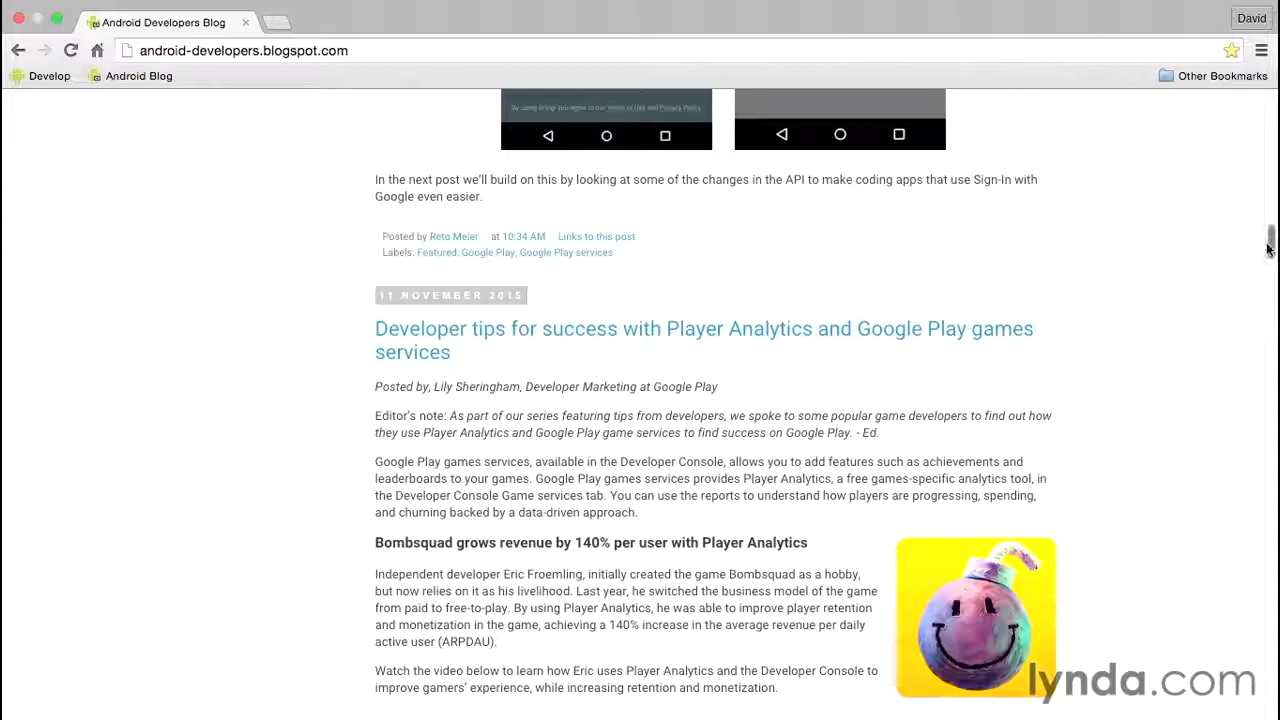 Android Developers Blog
David
android-developers.blogspot.com
Develop
Android Blog
Other Bookmarks
By using Bring! you agree to our Terms of Use and Privacy Policy.
In the next post we'll build on this by looking at some of the changes in the API to make coding apps that use Sign-In with
Google even easier.
Posted by Reto Meier at 10:34 AM Links to this post
Labels: Featured, Google Play, Google Play services
11 NOVEMBER 2015
Developer tips for success with Player Analytics and Google Play games
services
Posted by, Lily Sheringham, Developer Marketing at Google Play
Editor's note: As part of our series featuring tips from developers, we spoke to some popular game developers to find out how
they use Player Analytics and Google Play game services to find success on Google Play. - Ed.
Google Play games services, available in the Developer Console, allows you to add features such as achievements and
leaderboards to your games. Google Play games services provides Player Analytics, a free games-specific analytics tool, in
the Developer Console Game services tab. You can use the reports to understand how players are progressing, spending,
and churning backed by a data-driven approach.
Bombsquad grows revenue by 140% per user with Player Analytics
Independent developer Eric Froemling, initially created the game Bombsquad as a hobby,
but now relies on it as his livelihood. Last year, he switched the business model of the game
from paid to free-to-play. By using Player Analytics, he was able to improve player retention
and monetization in the game, achieving a 140% increase in the average revenue per daily
active user (ARPDAU).
Watch the video below to learn how Eric uses Player Analytics and the Developer Console to
improve gamers' experience, while increasing retention and monetization.
lynda.com